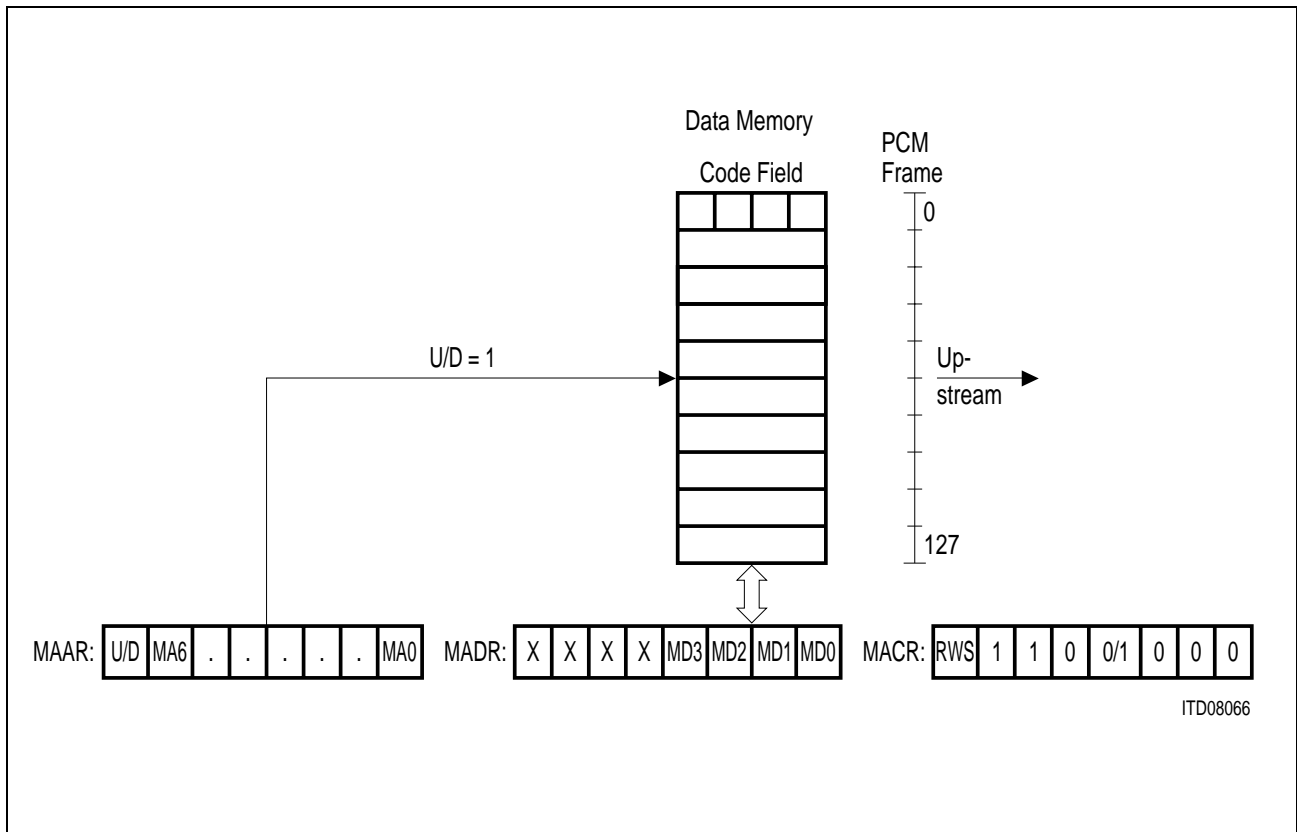 Data Memory
Code Field
PCM
Frame
0
U/D = 1
Up-
stream
127
MAAR: U/D MA6 . . . . . MA0 MADR: X X X X MD3 MD2 MD1 MD0 MACR: RWS 1 1 0 0/1 0 0 0
ITD08066